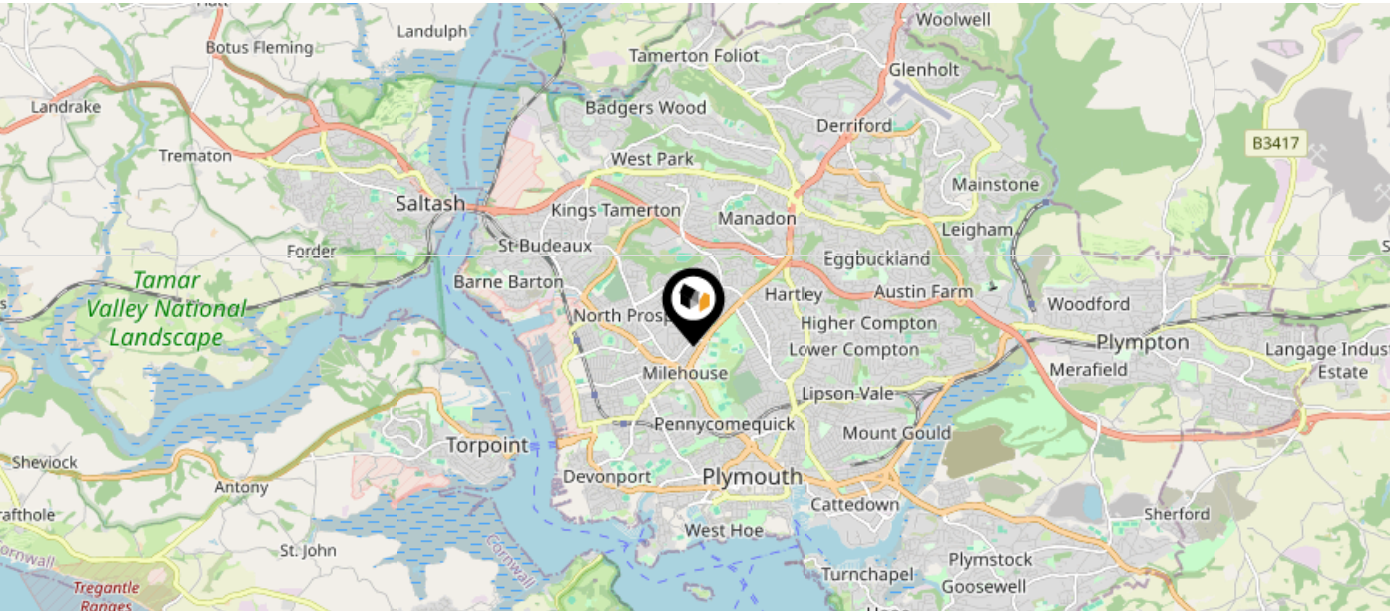 Woolwell
Landulph
Botus Fleming
Tamerton Foliot
Glenholt
Landrake
Badgers Wood
Derriford
B3417
Trematon
West Park
Mainstone
Saltash
Kings Tamerton
Manadon
Leigham
Forder
St Budeaux
Eggbuckland
Tamar
Valley National
Landscape
Barne Barton
Hartley
Austin Farm
Woodford
North Prosp
Higher Compton
Plympton
Lower Compton
Langage Indust
Estate
Milehouse
Merafield
Lipson Vale
Pennycomequick
Mount Gould
Torpoint
Sheviock
Antony
Devonport
Plymouth
Cattedown
Sherford
rafthole
West Hoe
Cornwall
Cornwall
St. John
Plymstock
Turnchapel
Goosewell
Tregantle
Ranges